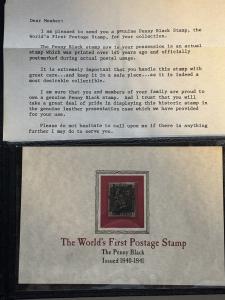 Dear Member:
I am pleased to send you a genuine Penny Black Stamp, the
World's First Postage Stamp, for your collection.
The Penny Black stamp now in your possession is an actual
stamp which was printed over 145 years ago and officially
postmarked during actual postal usage.
It is extremely important that you handle this stamp with
great care...and keep it in a safe place...as it is indeed a
most desirable collectible.
I am sure that you and members of your family are proud to
own a genuine Penny Black stamp. And I trust that you will
take a great deal of pride in displaying this historic stamp in
the genuine leather presentation case which we have provided
for your use.
Please do not hesitate to call upon me if there is anything
further I may do to serve you.
The World's First Postage Stamp
The Penny Black
Issued 1840-1841